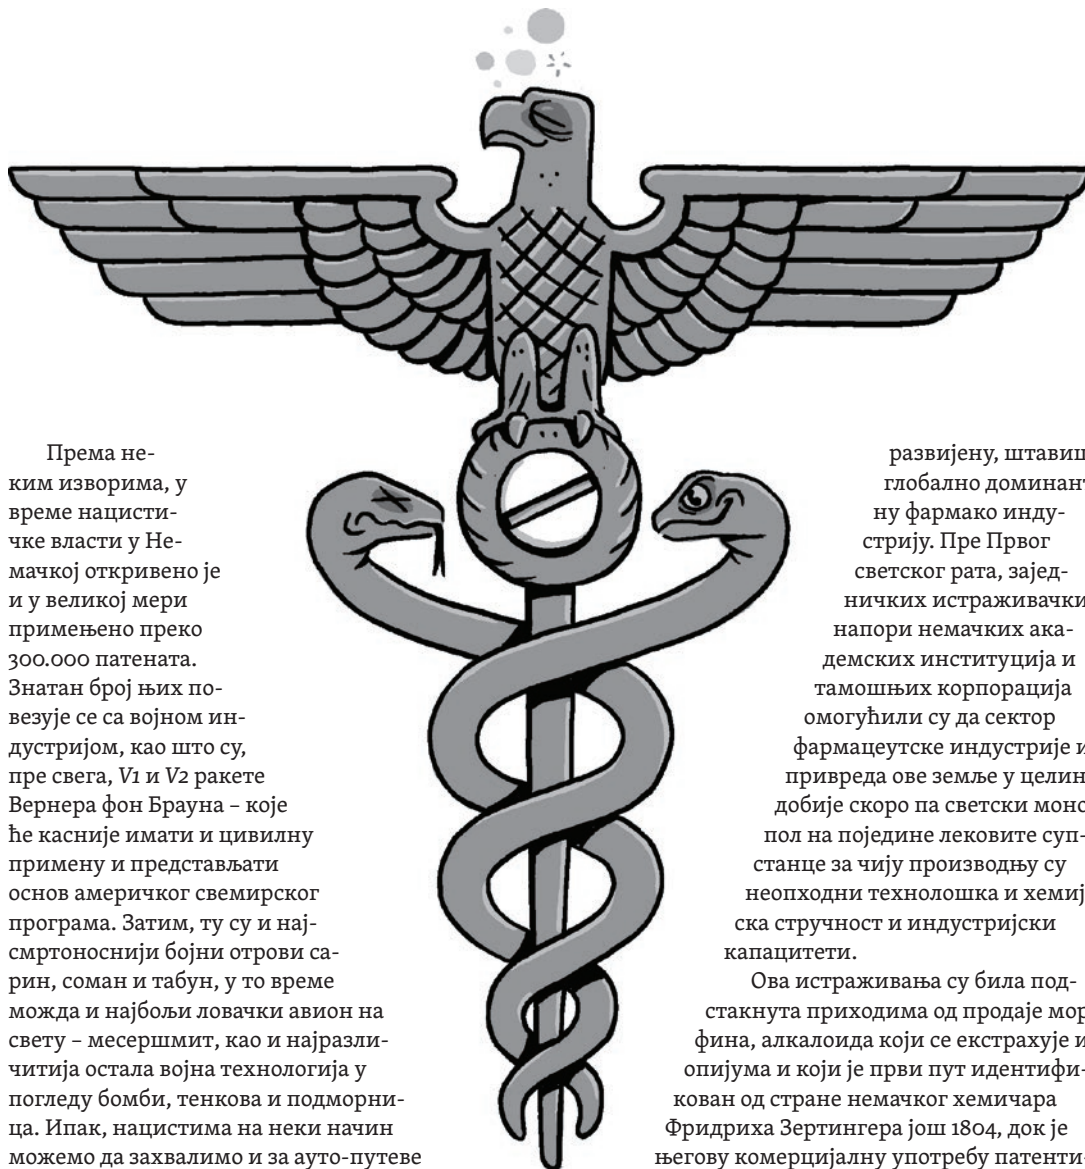 Према не-
ким изворима, у
време нацисти-
чке власти у Не-
мачкој откривено је
и у великој мери
примењено преко
300.000 патената.
Знатан број њих по-
везује се са војном ин-
дустријом, као што су,
пре свега, V1 и V2 ракете
Вернера фон Брауна – које
ће касније имати и цивилну
примену и представљати
основ америчког свемирског
програма. Затим, ту су и нај-
смртоноснији бојни отрови са-
рин, соман и табун, у то време
можда и најбољи ловачки авион на
свету – месершмит, као и најразли-
читија остала војна технологија у
погледу бомби, тенкова и подморни-
ца. Ипак, нацистима на неки начин
можемо да захвалимо и за ауто-путеве
развијену, штавиш
глобално доминант
ну фармако инду-
стрију. Пре Првог
светског рата, зајед-
ничких истраживачки
напори немачких ака-
демских институција и
тамошњих корпорација
омогућили су да сектор
фармацеутске индустрије и
привреда ове земље у целин
добије скоро па светски моно
пол на поједине лековите суп-
станце за чију производњу су
неопходни технолошка и хемиј
ска стручност и индустријски
капацитети.
Ова истраживања су била под-
стакнута приходима од продаје мор
фина, алкалоида који се екстрахује и
опијума и који је први пут идентифи-
кован од стране немачког хемичара
Фридриха Зертингера још 1804, док је
његову комерцијалну употребу патенти-